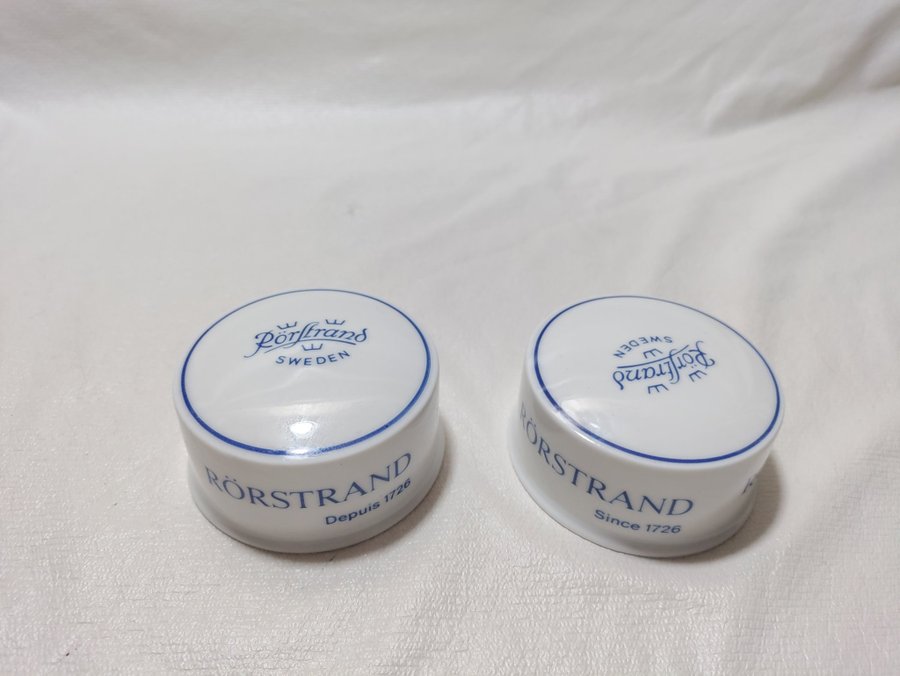 Rörstrand
SWEDEN
RÖRSTRAND
Depuis 1726
Rörstrand
SWEDEN
RÖRSTRAND
Since 1726